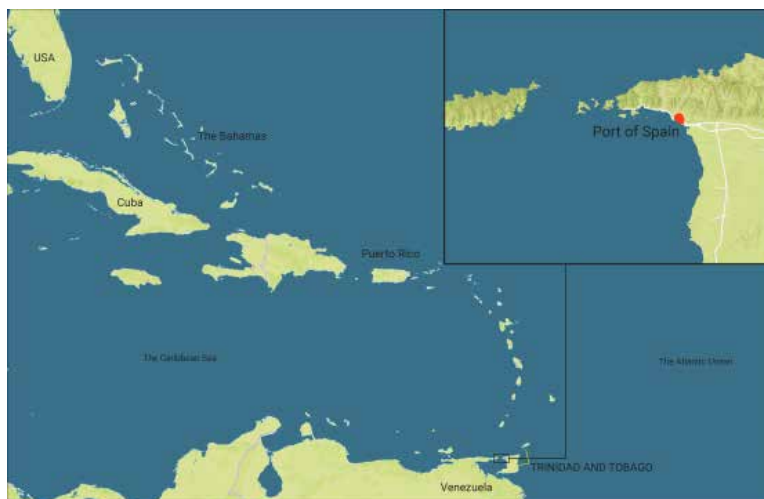 USA
The Bahamas
Cuba
Puerto Rico
Port of Spain
The Caribbean Sea
The Atlantic Ocean
TRINIDAD AND TOBAGO
Venezuela